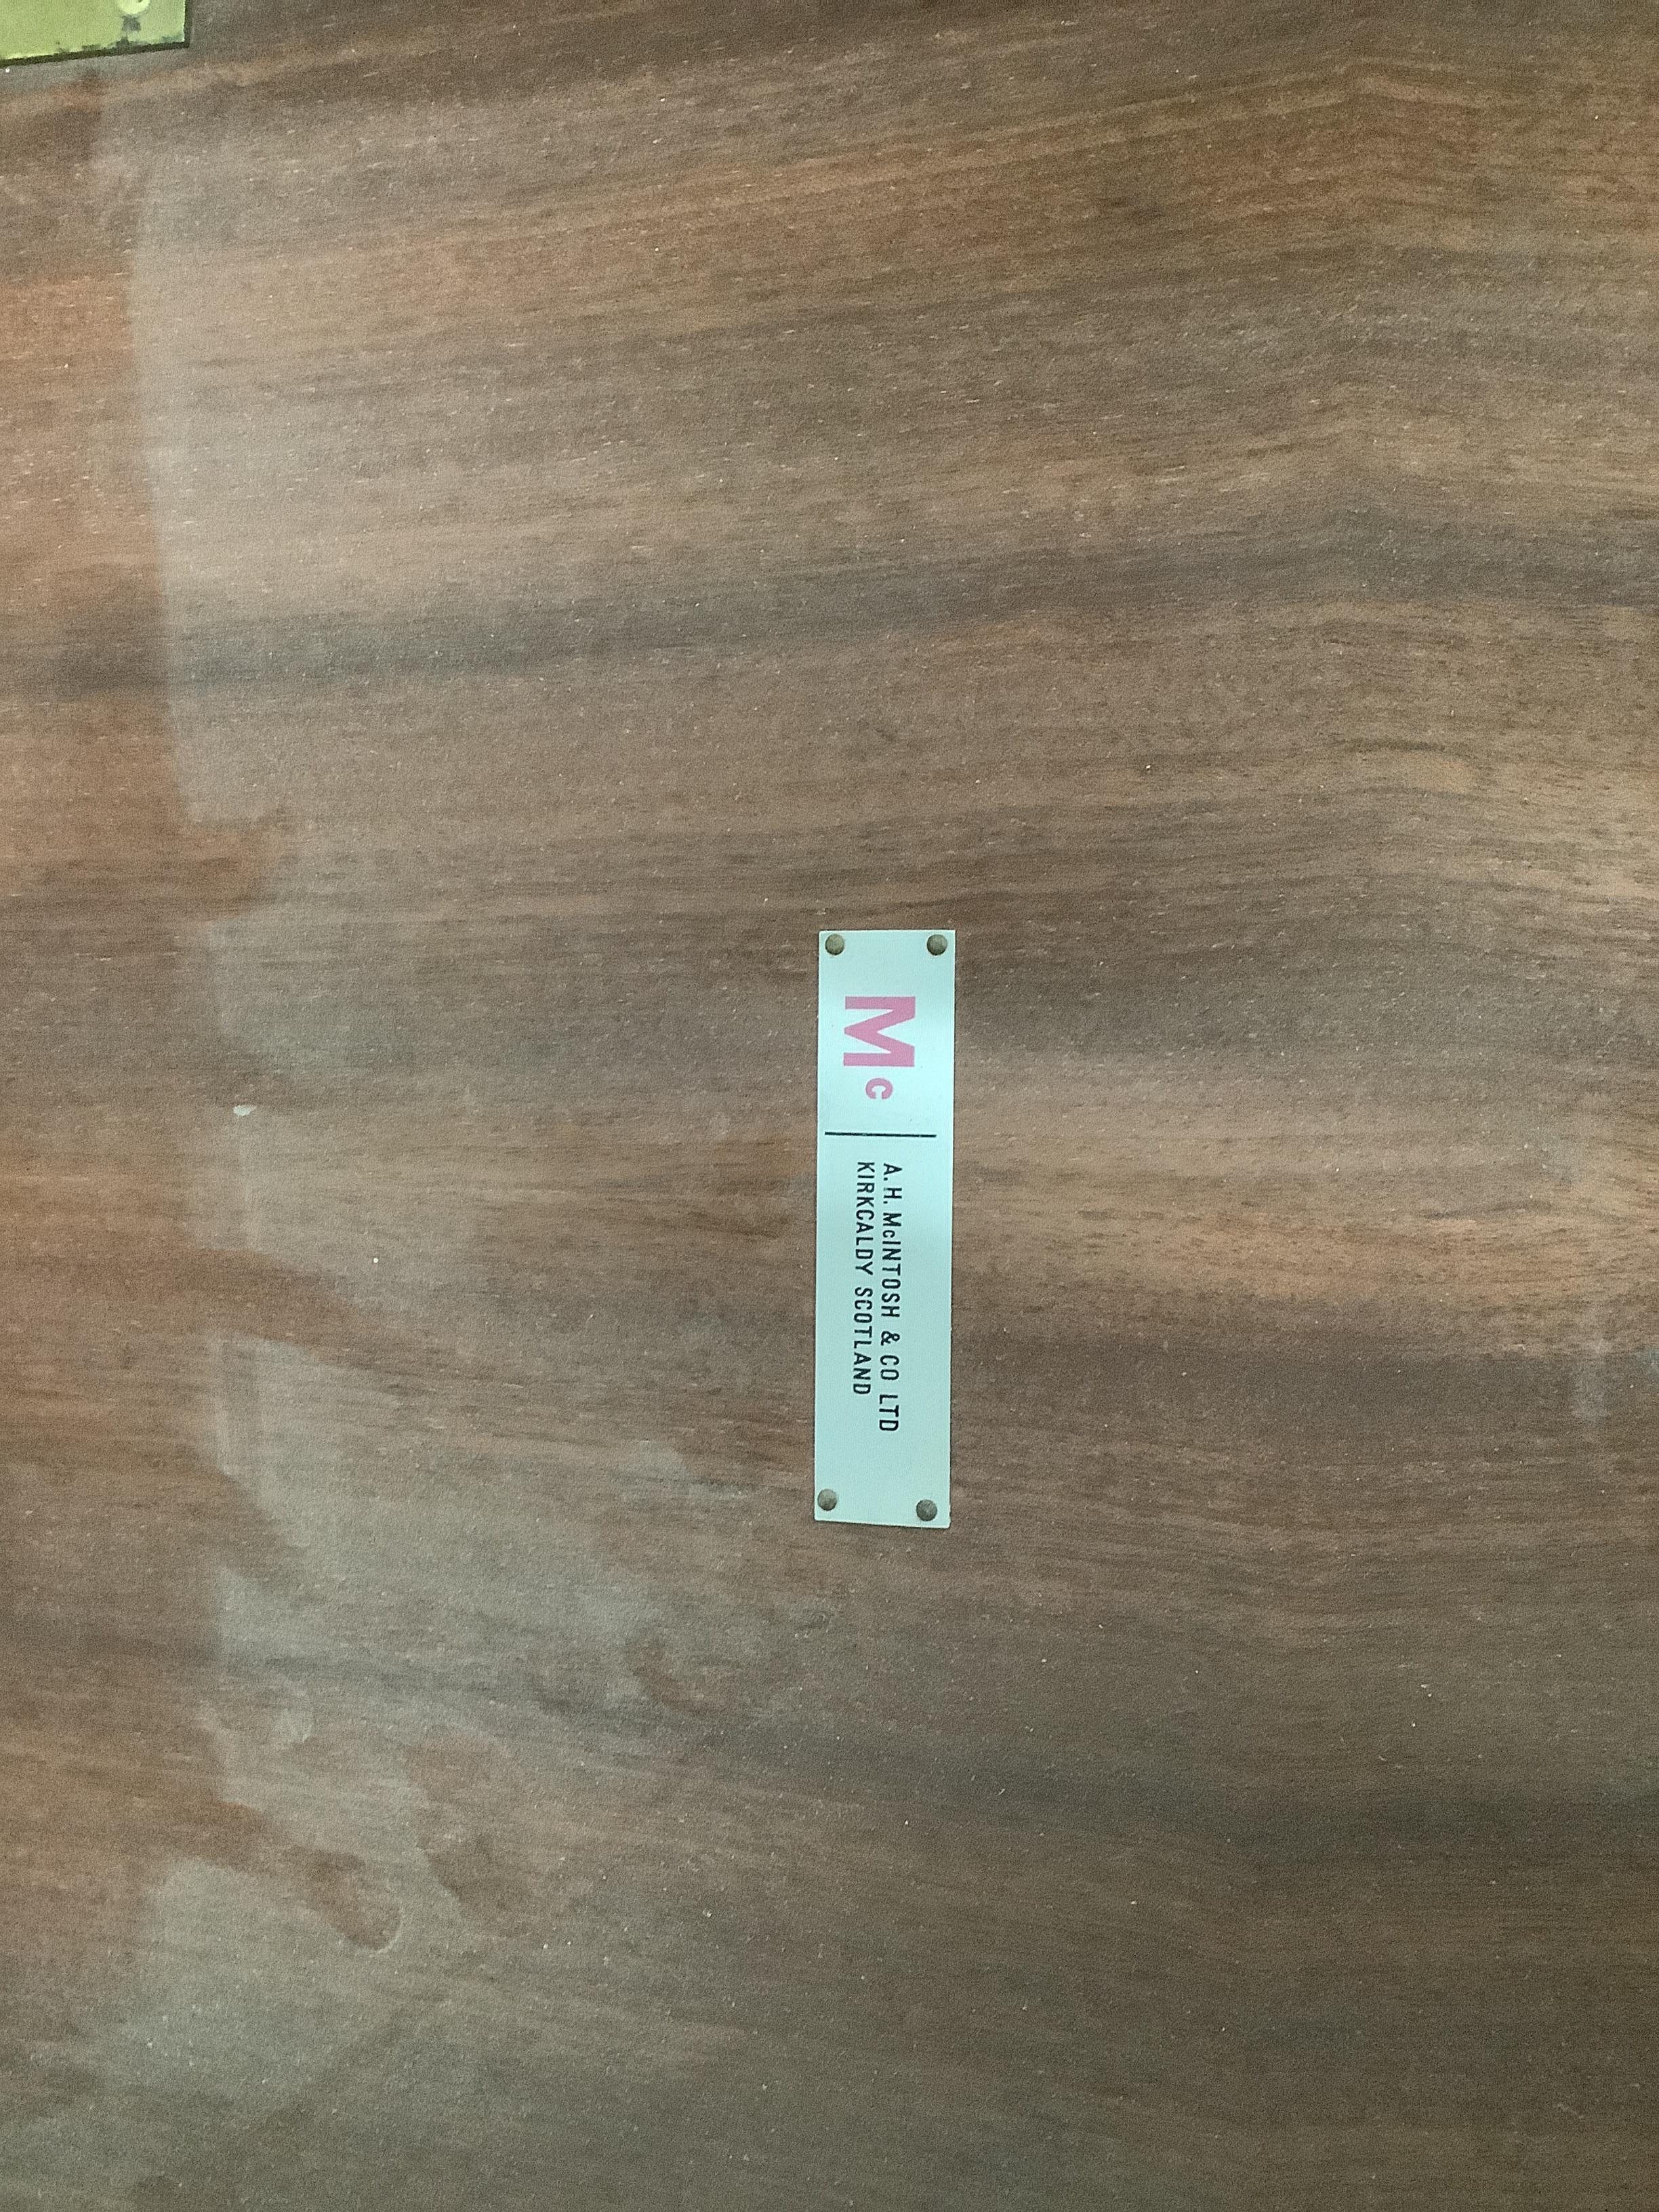 Mc
A. H. McINTOSH & CO LTD
KIRKCALDY SCOTLAND